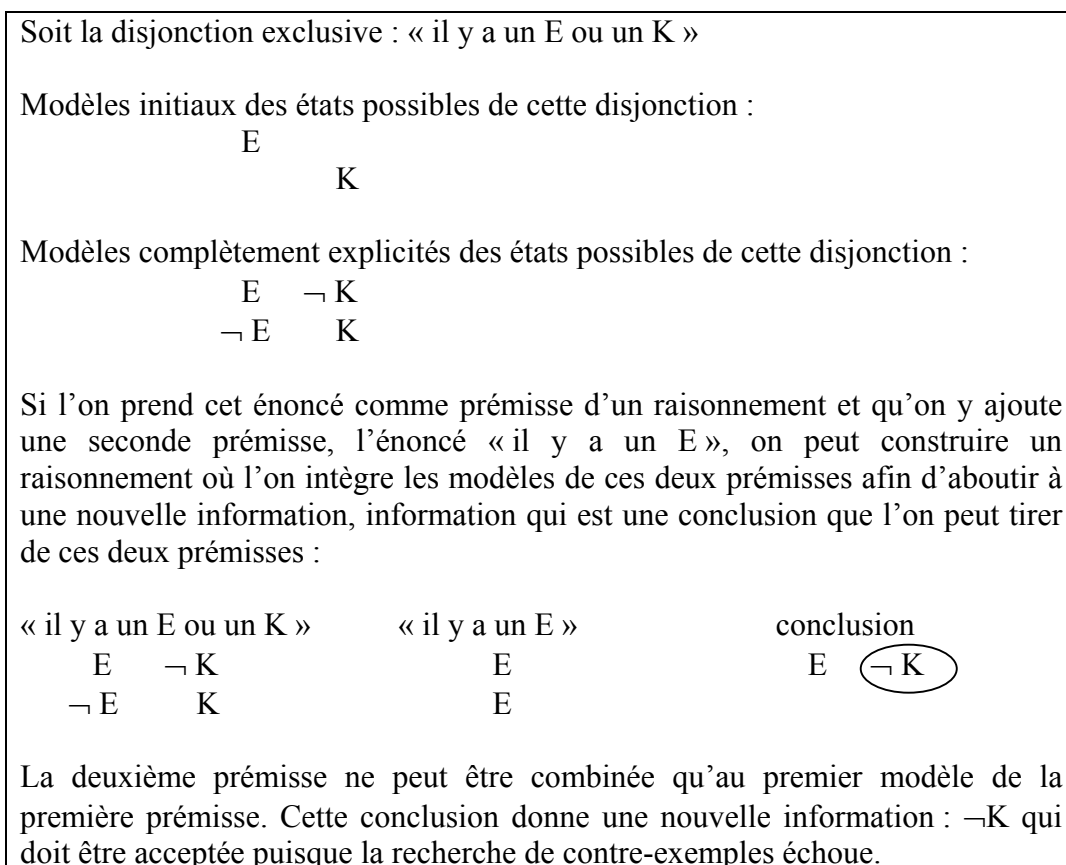 Soit la disjonction exclusive : « il y a un E ou un K »
Modèles initiaux des états possibles de cette disjonction :
E
K
Modèles complètement explicités des états possibles de cette disjonction :
E ¬ K
¬ E K
Si l’on prend cet énoncé comme prémisse d’un raisonnement et qu’on y ajoute
une seconde prémisse, l’énoncé « il y a un E », on peut construire un
raisonnement où l’on intègre les modèles de ces deux prémisses afin d’aboutir à
une nouvelle information, information qui est une conclusion que l’on peut tirer
de ces deux prémisses :
« il y a un E ou un K » « il y a un E » conclusion
E ¬ K E E ¬ K
¬ E K E
La deuxième prémisse ne peut être combinée qu’au premier modèle de la
première prémisse. Cette conclusion donne une nouvelle information : ¬K qui
doit être acceptée puisque la recherche de contre-exemples échoue.